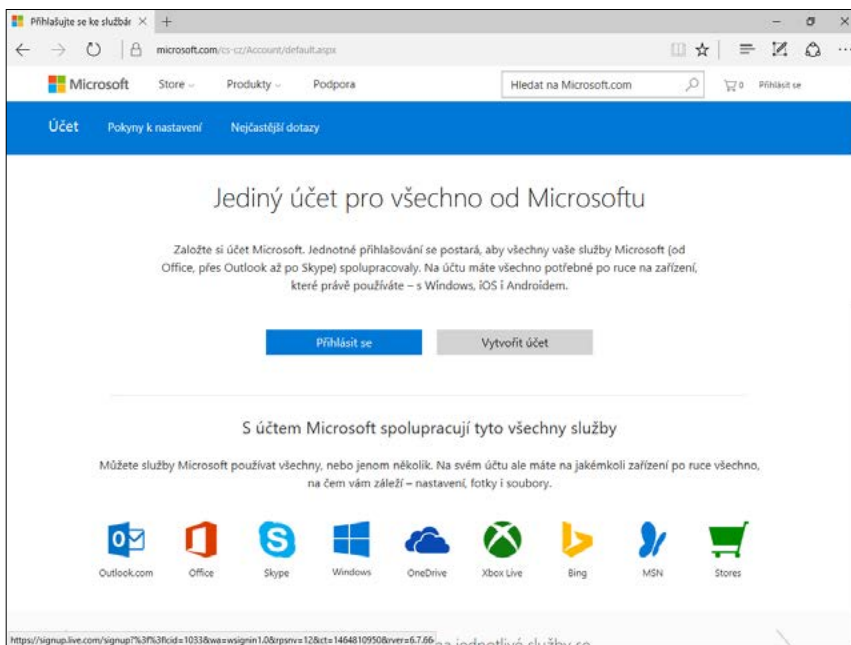 Přihlašujte se ke službár
microsoft.com/cs-cz/Account/default.aspx
Microsoft Store Produkty Podpora Hledat na Microsoft.com 0 Přihlásit se
Účet Pokyny k nastavení Nejčastější dotazy
Jediný účet pro všechno od Microsoftu
Založte si účet Microsoft. Jednotné přihlašování se postará, aby všechny vaše služby Microsoft (od
Office, přes Outlook až po Skype) spolupracovaly. Na účtu máte všechno potřebné po ruce na zařízení,
které právě používáte – s Windows, iOS i Androidem.
Přihlásit se Vytvořit účet
S účtem Microsoft spolupracují tyto všechny služby
Můžete služby Microsoft používat všechny, nebo jenom několik. Na svém účtu ale máte na jakémkoli zařízení po ruce všechno,
na čem vám záleží – nastavení, fotky i soubory.
Outlook.com Office Skype Windows OneDrive Xbox Live Bing MSN Stores
https://signup.live.com/signup?%3f%3flcid=1033&wa=wsignin1.0&rpsnv=12&ct=1464810950&rver=6.7.66 na jednotlivé služby se